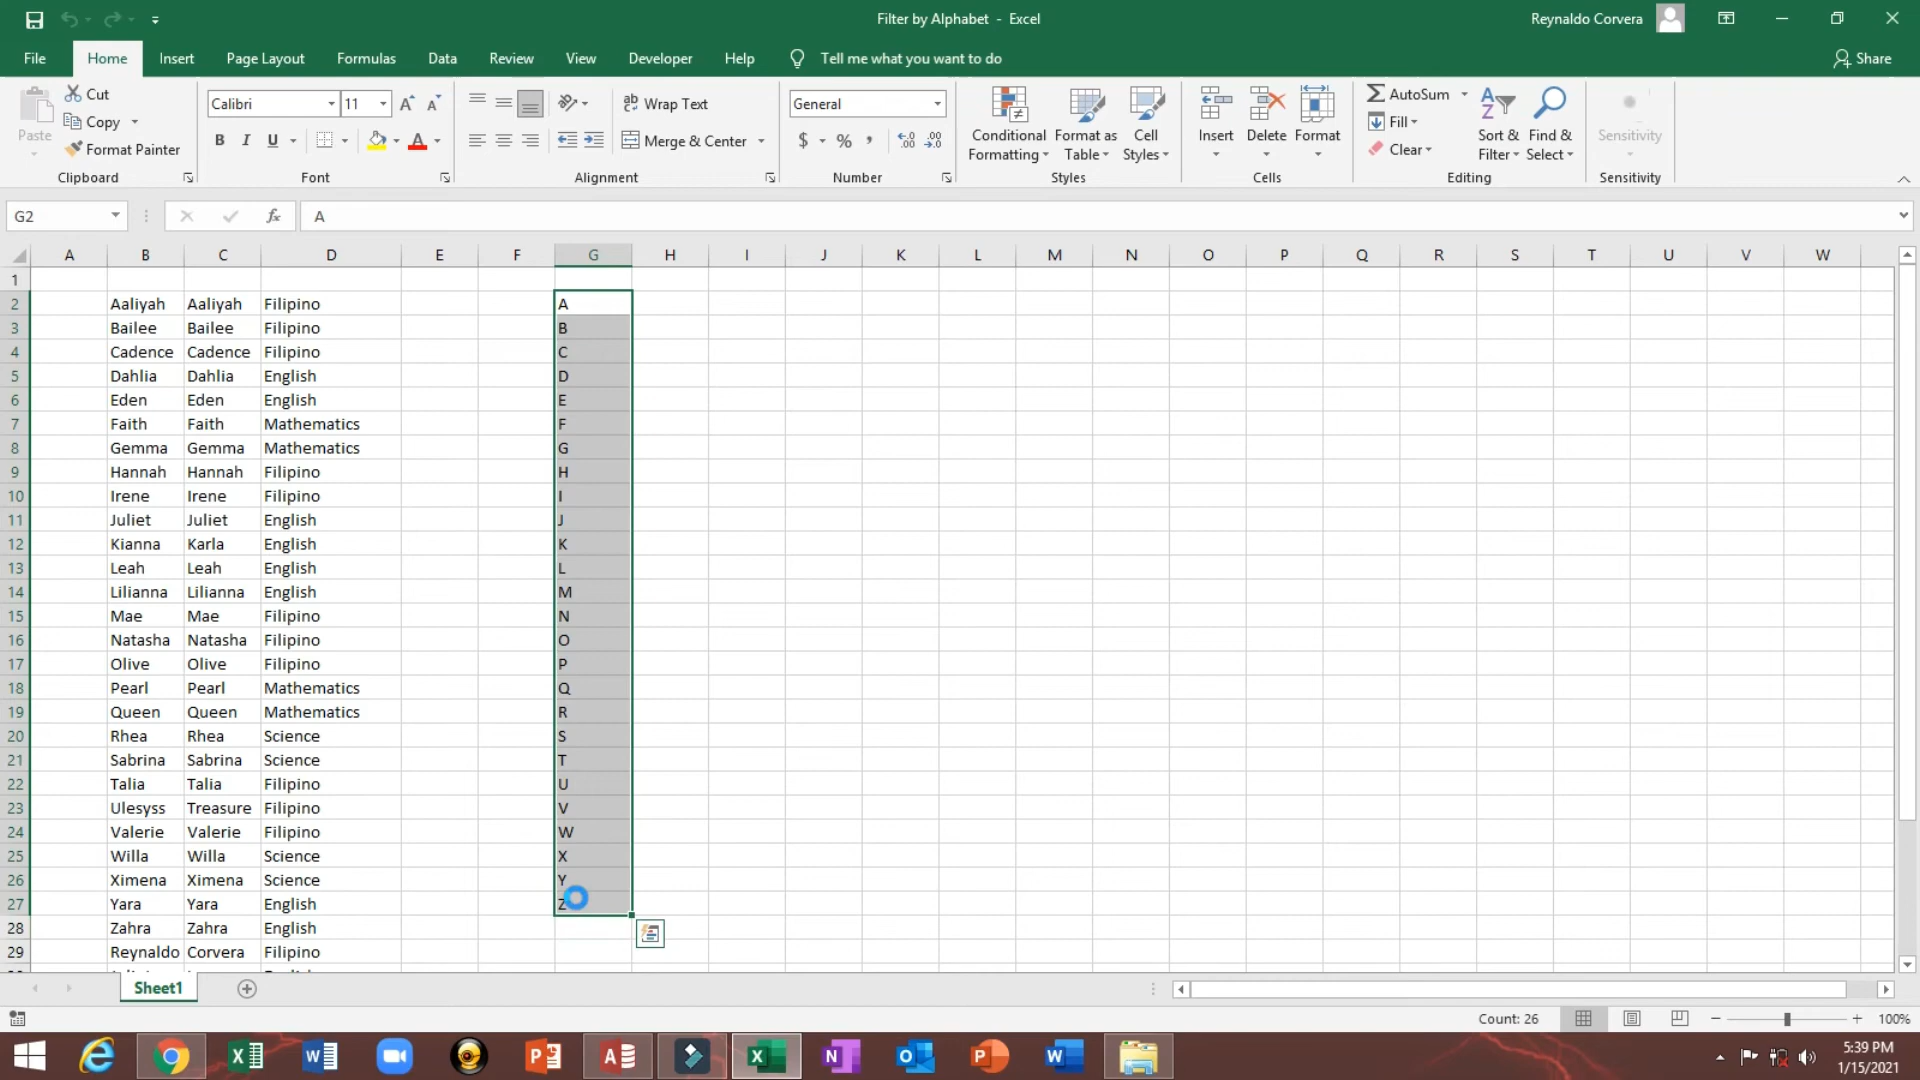 Filter by Alphabet - Excel
Reynaldo Corvera
File Home Insert Page Layout Formulas Data Review View Developer Help Tell me what you want to do Share
Paste
Cut
Copy
Format Painter
Clipboard
Calibri 11
B I U
Font
Wrap Text
Merge & Center
Alignment
General
$ % ,
Number
Conditional Formatting
Format as Table
Cell Styles
Styles
Insert Delete Format
Cells
AutoSum
Fill
Clear
Sort & Filter
Find & Select
Editing
Sensitivity
Sensitivity
G2 fx A
A B C D E F G H I J K L M N O P Q R S T U V W
1
2 Aaliyah Aaliyah Filipino A
3 Bailee Bailee Filipino B
4 Cadence Cadence Filipino C
5 Dahlia Dahlia English D
6 Eden Eden English E
7 Faith Faith Mathematics F
8 Gemma Gemma Mathematics G
9 Hannah Hannah Filipino H
10 Irene Irene Filipino I
11 Juliet Juliet English J
12 Kianna Karla English K
13 Leah Leah English L
14 Lilianna Lilianna English M
15 Mae Mae Filipino N
16 Natasha Natasha Filipino O
17 Olive Olive Filipino P
18 Pearl Pearl Mathematics Q
19 Queen Queen Mathematics R
20 Rhea Rhea Science S
21 Sabrina Sabrina Science T
22 Talia Talia Filipino U
23 Ulesyss Treasure Filipino V
24 Valerie Valerie Filipino W
25 Willa Willa Science X
26 Ximena Ximena Science Y
27 Yara Yara English Z
28 Zahra Zahra English
29 Reynaldo Corvera Filipino
Sheet1
Count: 26
100%
5:39 PM
1/15/2021